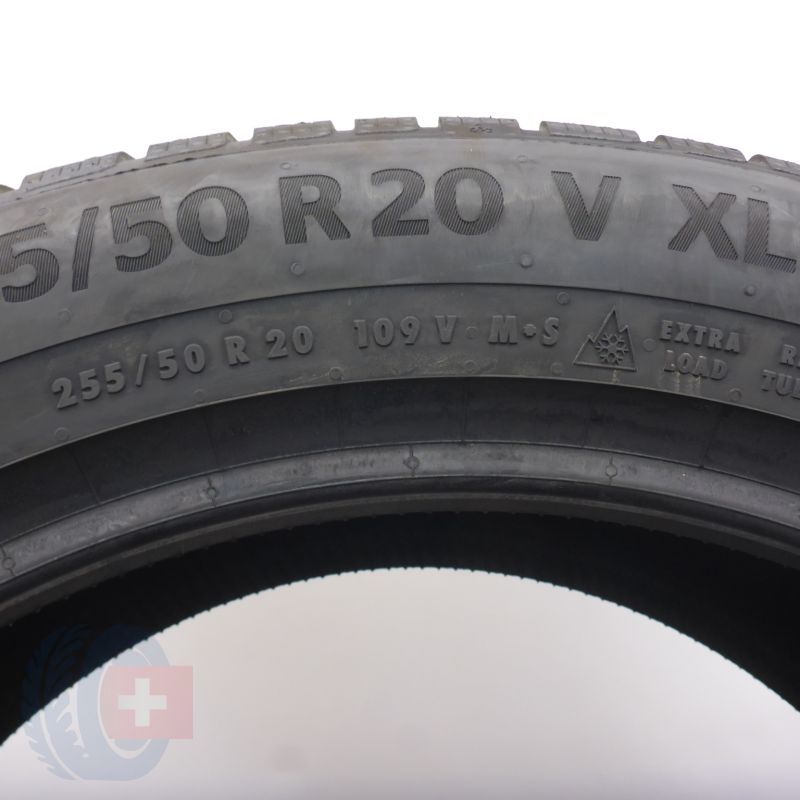 5/50 R20 V XL
255/50 R 20 109 V M+S EXTRA
LOAD